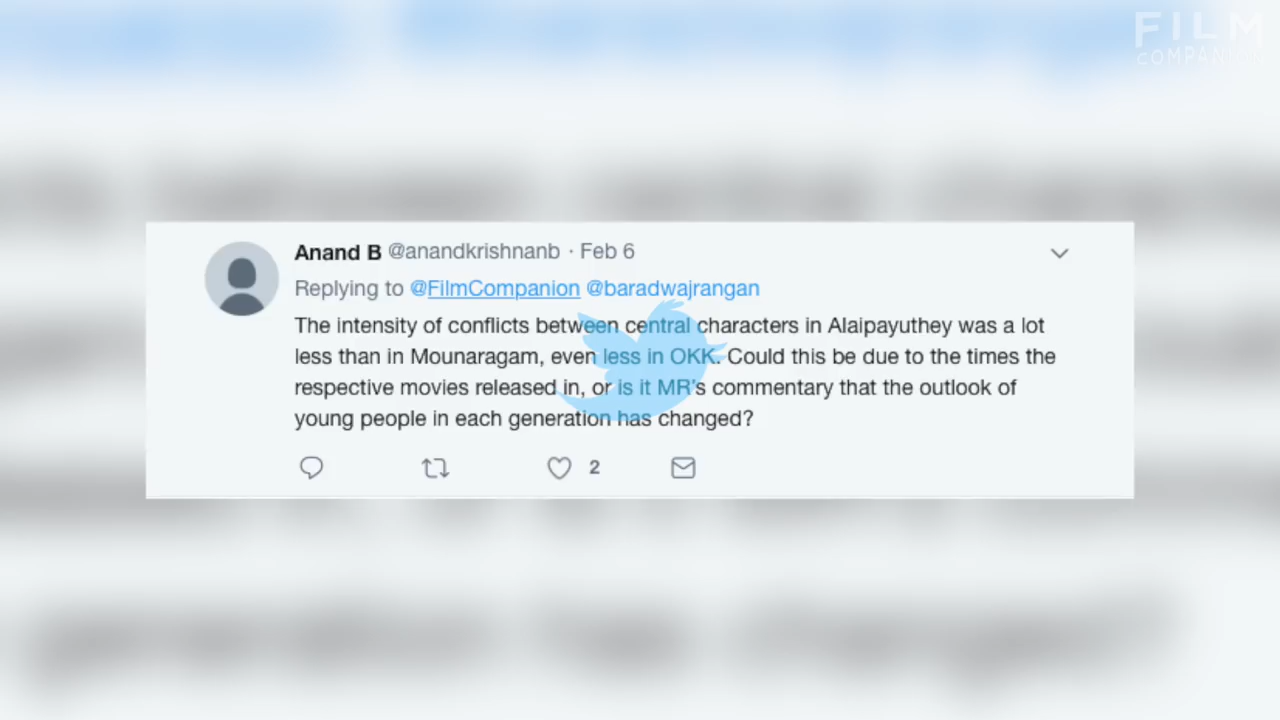 FILM
COMPANION
Anand B @anandkrishnanb · Feb 6
Replying to @FilmCompanion @baradwajrangan
The intensity of conflicts between central characters in Alaipayuthey was a lot
less than in Mounaragam, even less in OKK. Could this be due to the times the
respective movies released in, or is it MR's commentary that the outlook of
young people in each generation has changed?
2